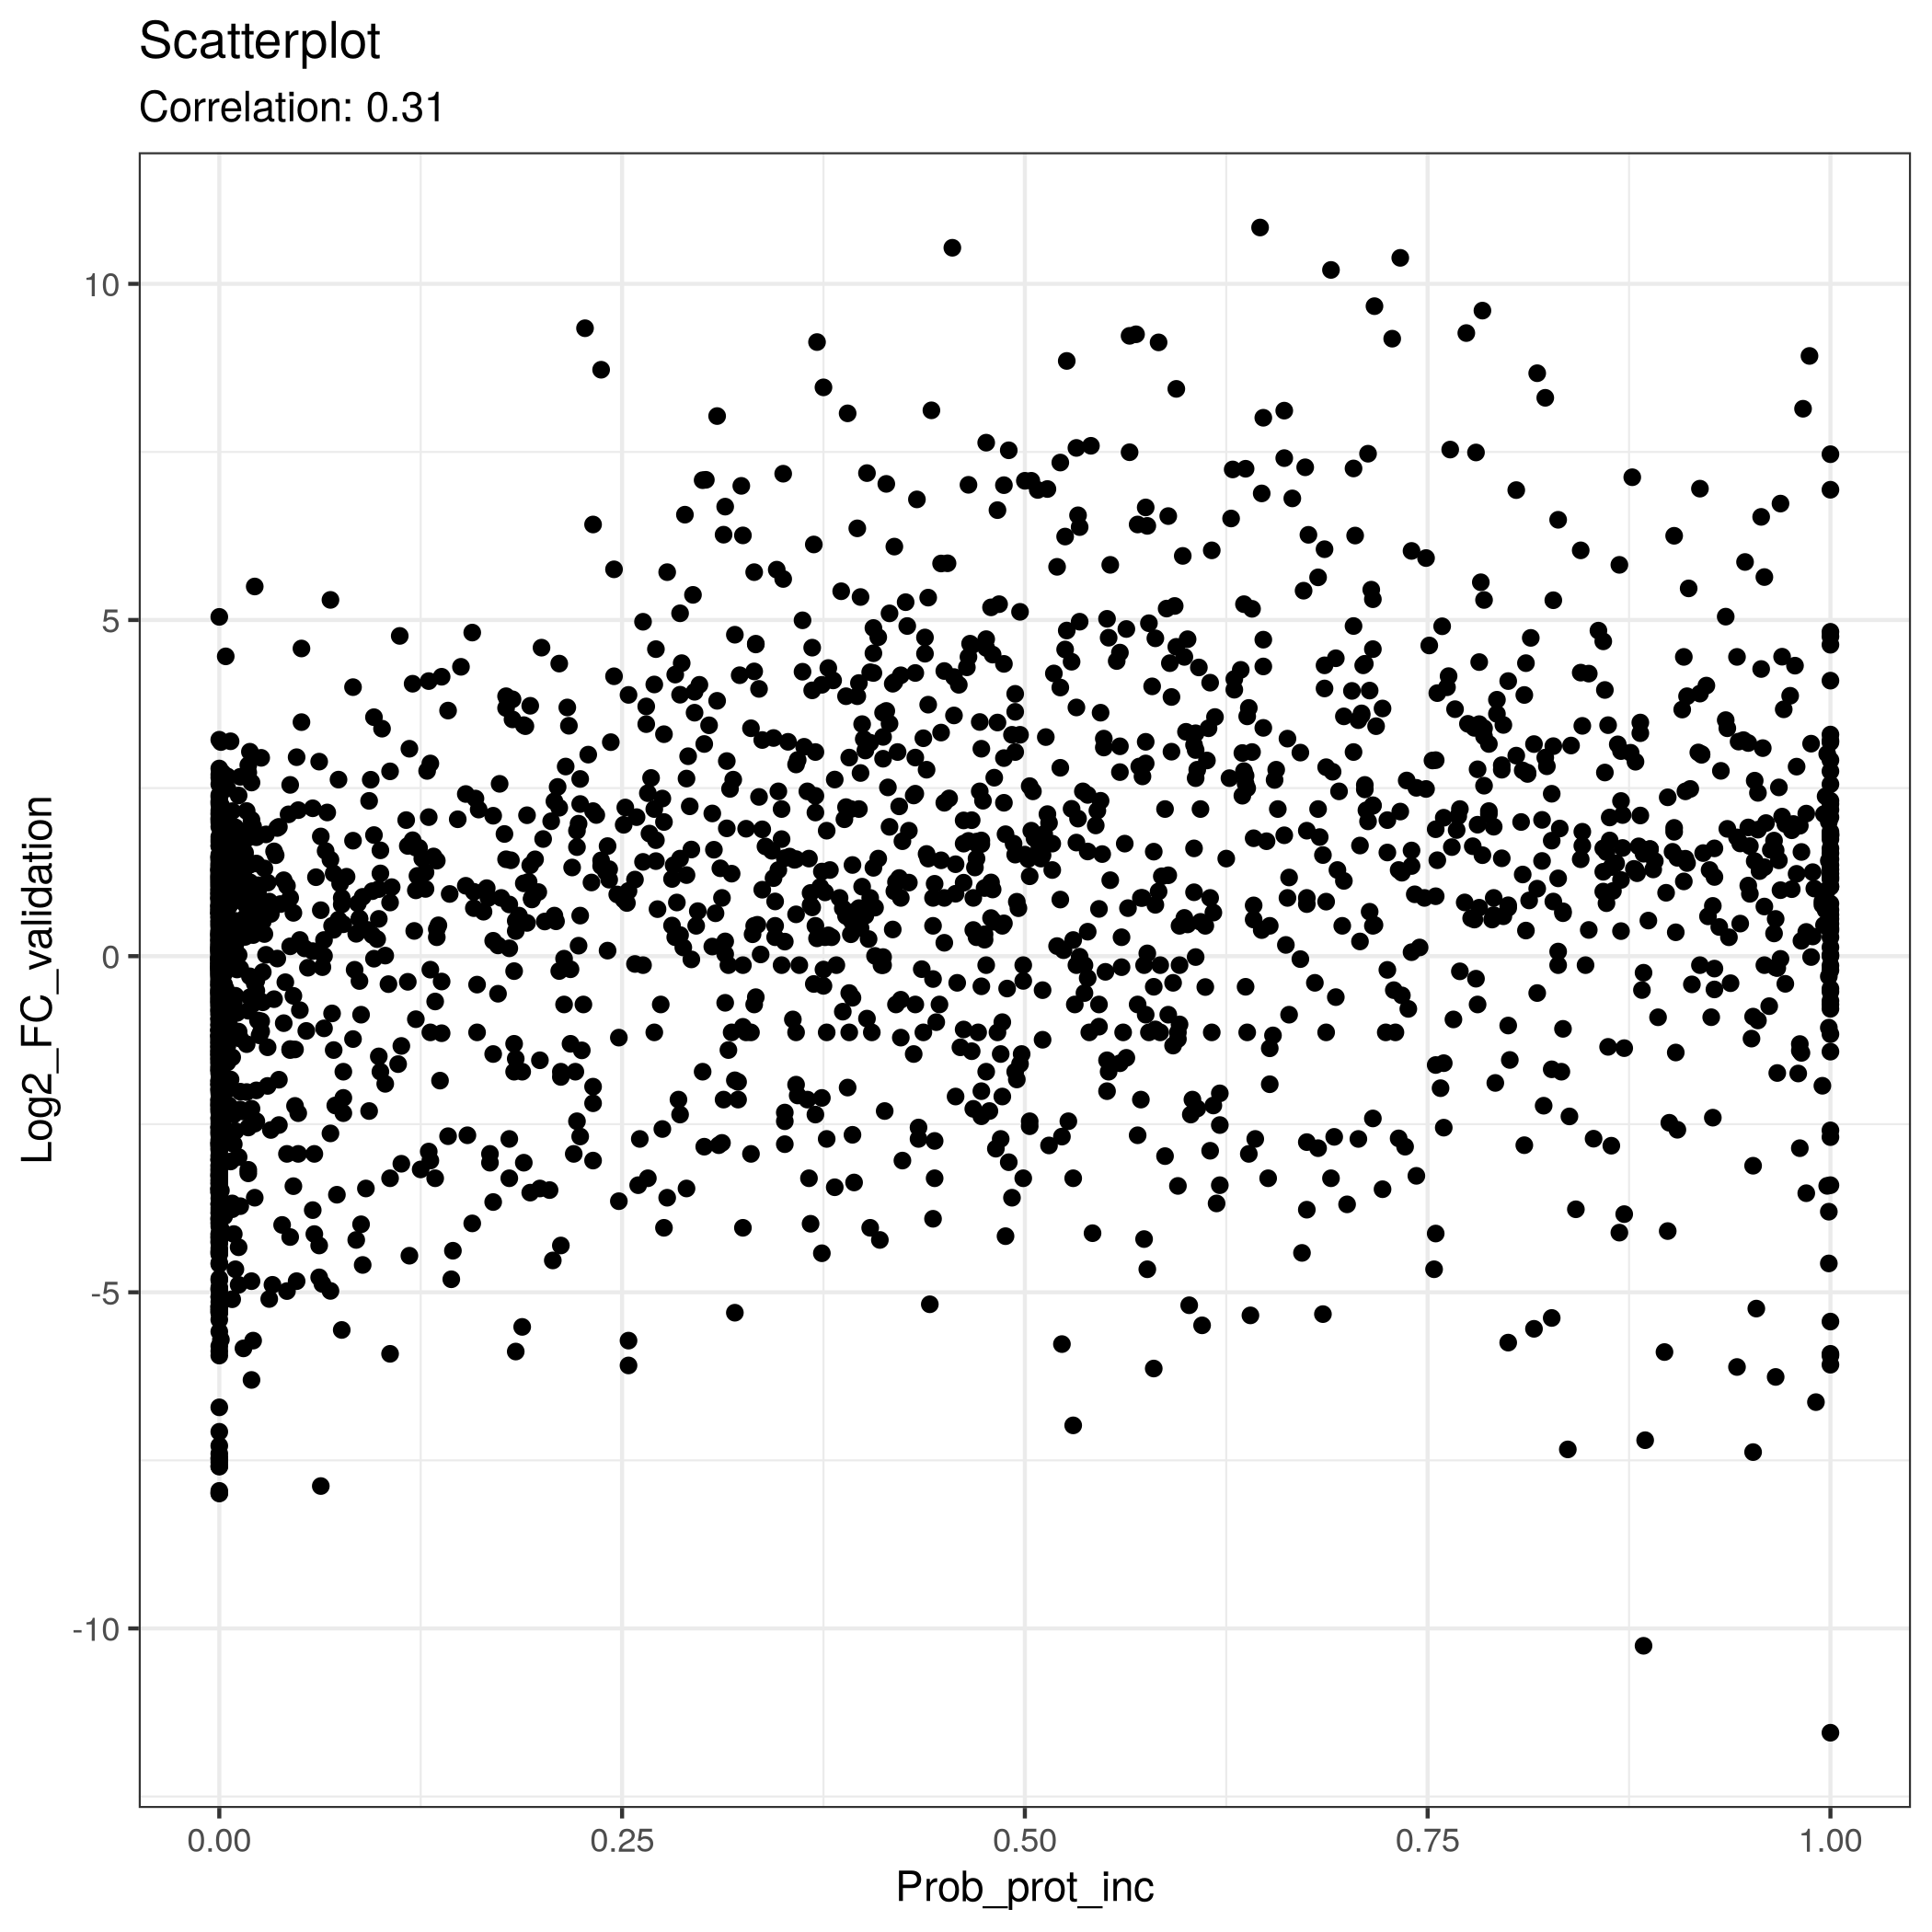 Scatterplot
Correlation: 0.31
10
5
0
-5
-10
Log2_FC_validation
0.00
0.25
0.50
0.75
1.00
Prob_prot_inc